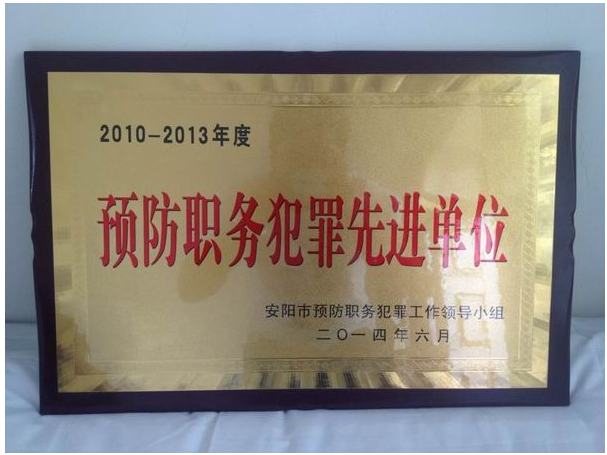 2010-2013年度
预防职务犯罪先进单位
安阳市预防职务犯罪工作领导小组
二〇一四年六月